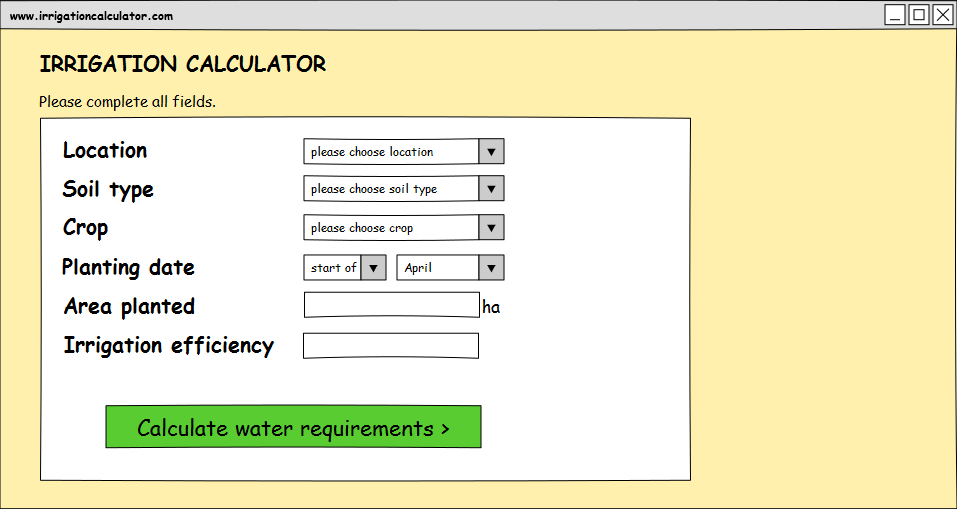 www.irrigationcalculator.com
IRRIGATION CALCULATOR
Please complete all fields.
Location please choose location
Soil type please choose soil type
Crop please choose crop
Planting date start of April
Area planted ha
Irrigation efficiency
Calculate water requirements >